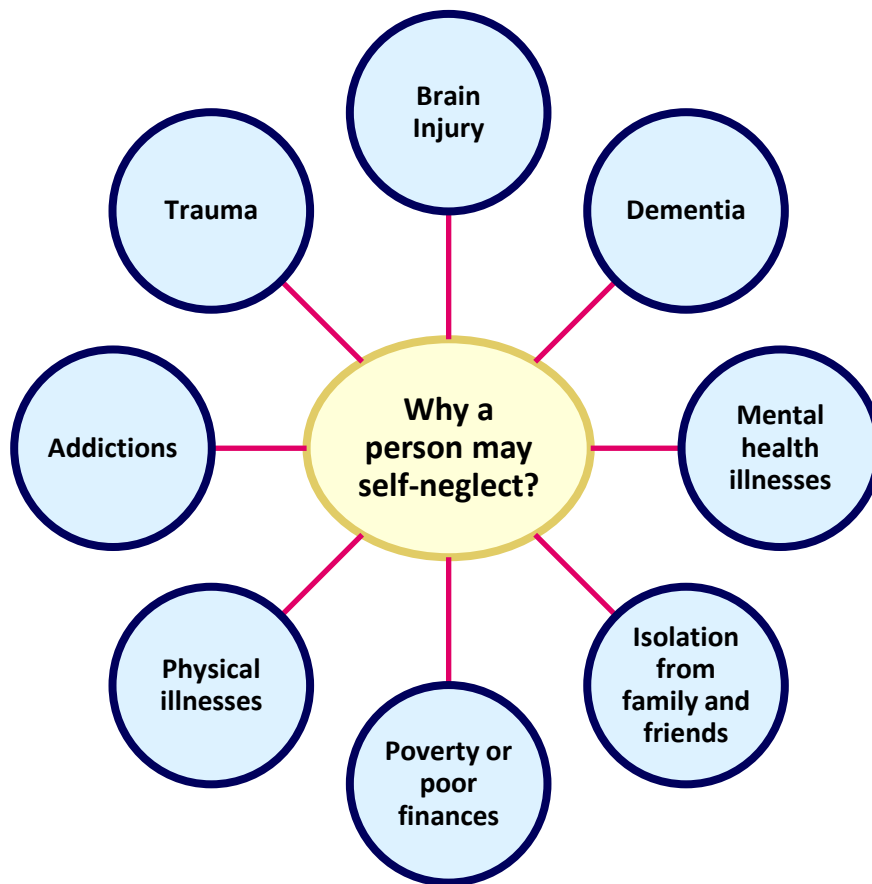 Brain
Injury
Dementia
Mental
health
illnesses
Isolation
from
family and
friends
Poverty or
poor
finances
Physical
illnesses
Addictions
Trauma
Why a
person may
self-neglect?